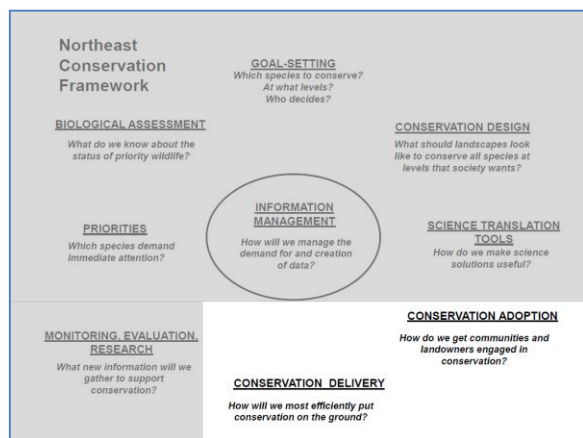 Northeast
Conservation
Framework
GOAL-SETTING
Which species to conserve?
At what levels?
Who decides?
BIOLOGICAL ASSESSMENT
What do we know about the
status of priority wildlife?
CONSERVATION DESIGN
What should landscapes look
like to conserve all species at
levels that society wants?
INFORMATION
MANAGEMENT
How will we manage the
demand for and creation
of data?
PRIORITIES
Which species demand
immediate attention?
SCIENCE TRANSLATION
TOOLS
How do we make science
solutions useful?
CONSERVATION ADOPTION
How do we get communities and
landowners engaged in
conservation?
MONITORING, EVALUATION,
RESEARCH
What new information will we
gather to support
conservation?
CONSERVATION DELIVERY
How will we most efficiently put
conservation on the ground?